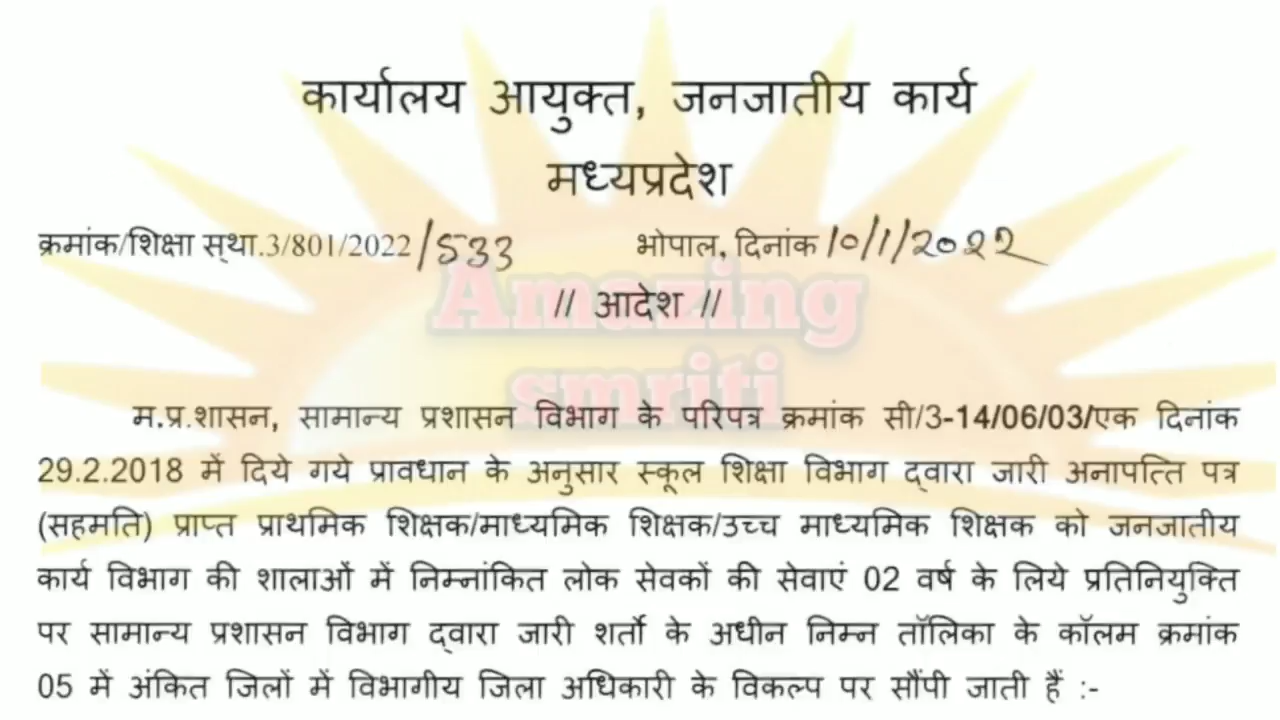 कार्यालय आयुक्त, जनजातीय कार्य
मध्यप्रदेश
क्रमांक/शिक्षा स्था.3/801/2022/533 भोपाल, दिनांक 10/1/2022
// आदेश //
Amazing
smriti
म.प्र.शासन, सामान्य प्रशासन विभाग के परिपत्र क्रमांक सी/3-14/06/03/एक दिनांक
29.2.2018 में दिये गये प्रावधान के अनुसार स्कूल शिक्षा विभाग द्वारा जारी अनापत्ति पत्र
(सहमति) प्राप्त प्राथमिक शिक्षक/माध्यमिक शिक्षक/उच्च माध्यमिक शिक्षक को जनजातीय
कार्य विभाग की शालाओं में निम्नांकित लोक सेवकों की सेवाएं 02 वर्ष के लिये प्रतिनियुक्ति
पर सामान्य प्रशासन विभाग द्वारा जारी शर्तो के अधीन निम्न तॉलिका के कॉलम क्रमांक
05 में अंकित जिलों में विभागीय जिला अधिकारी के विकल्प पर सौंपी जाती हैं :-